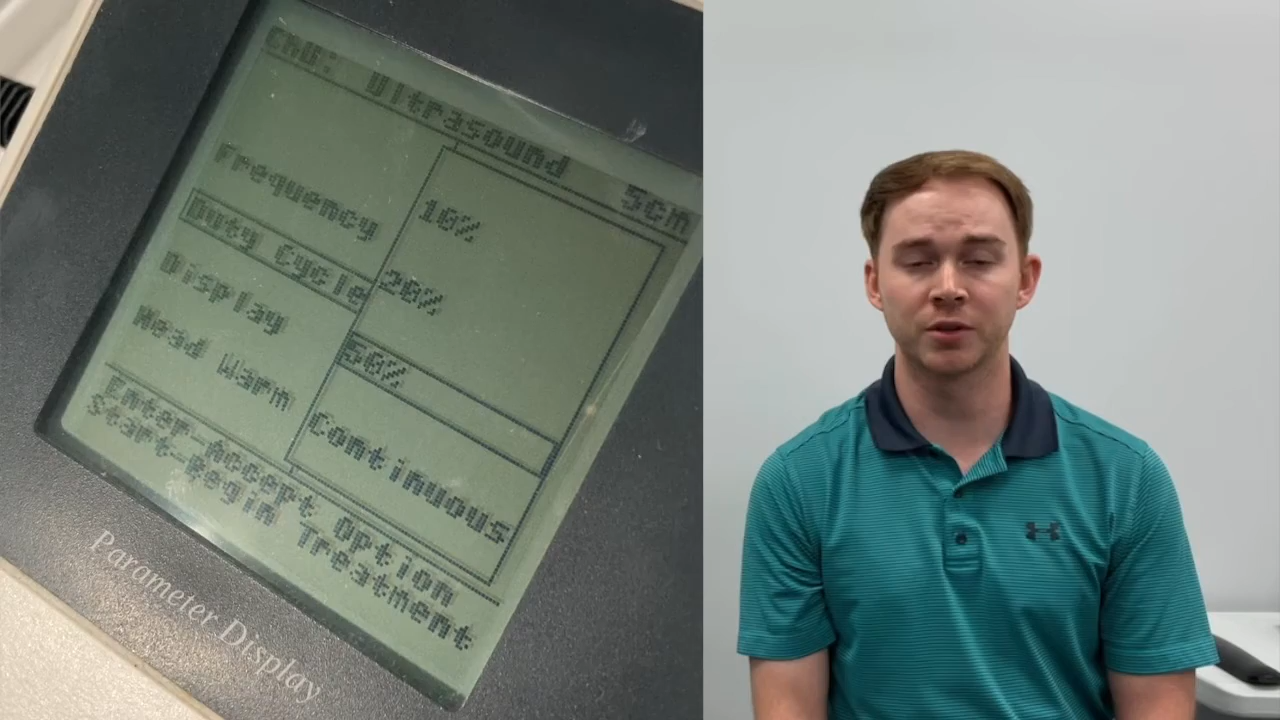 Chg: Ultrasound 5cm
Frequency
Duty Cycle
Display
Head Warm
10%
20%
50%
Continuous
Enter-Accept Option
Start-Begin Treatment
Parameter Display